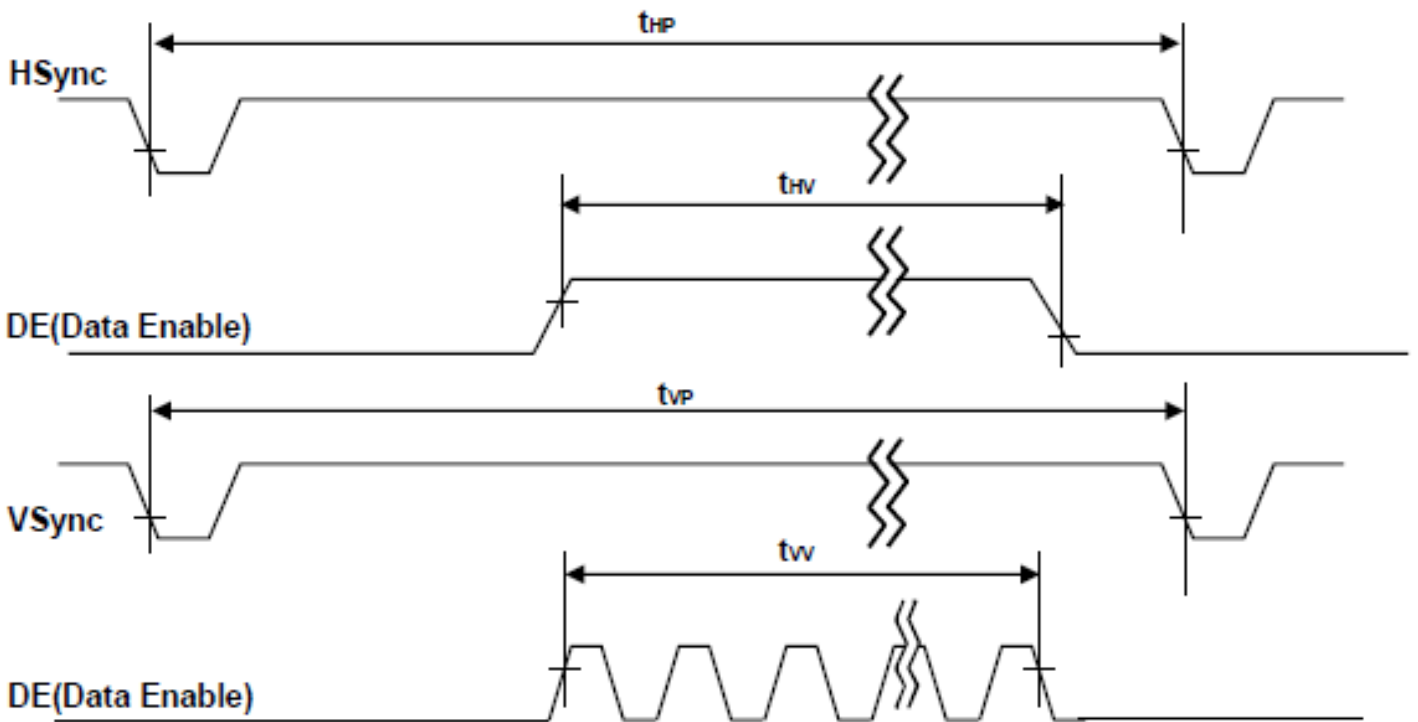 tHP
HSync
tHV
DE(Data Enable)
tVP
VSync
tVV
DE(Data Enable)